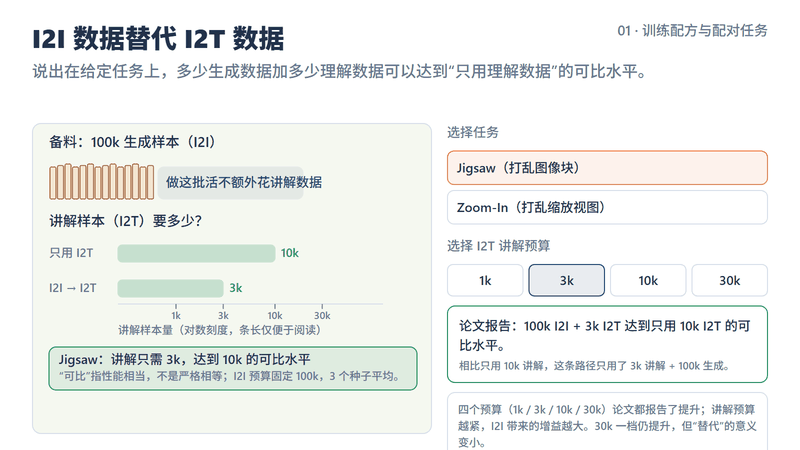 I2I 数据替代 I2T 数据
01 · 训练配方与配对任务
说出在给定任务上，多少生成数据加多少理解数据可以达到“只用理解数据”的可比水平。
备料：100k 生成样本（I2I）
做这批活不额外花讲解数据
讲解样本（I2T）要多少？
只用 I2T
10k
I2I → I2T
3k
1k
3k
10k
30k
讲解样本量（对数刻度，条长仅便于阅读）
Jigsaw：讲解只需 3k，达到 10k 的可比水平
“可比”指性能相当，不是严格相等；I2I 预算固定 100k，3 个种子平均。
选择任务
Jigsaw（打乱图像块）
Zoom-In（打乱缩放视图）
选择 I2T 讲解预算
1k
3k
10k
30k
论文报告：100k I2I + 3k I2T 达到只用 10k I2T 的可
比水平。
相比只用 10k 讲解，这条路径只用了 3k 讲解 + 100k 生成。
四个预算（1k / 3k / 10k / 30k）论文都报告了提升；讲解预算
越紧，I2I 带来的增益越大。30k 一档仍提升，但“替代”的意义
变小。